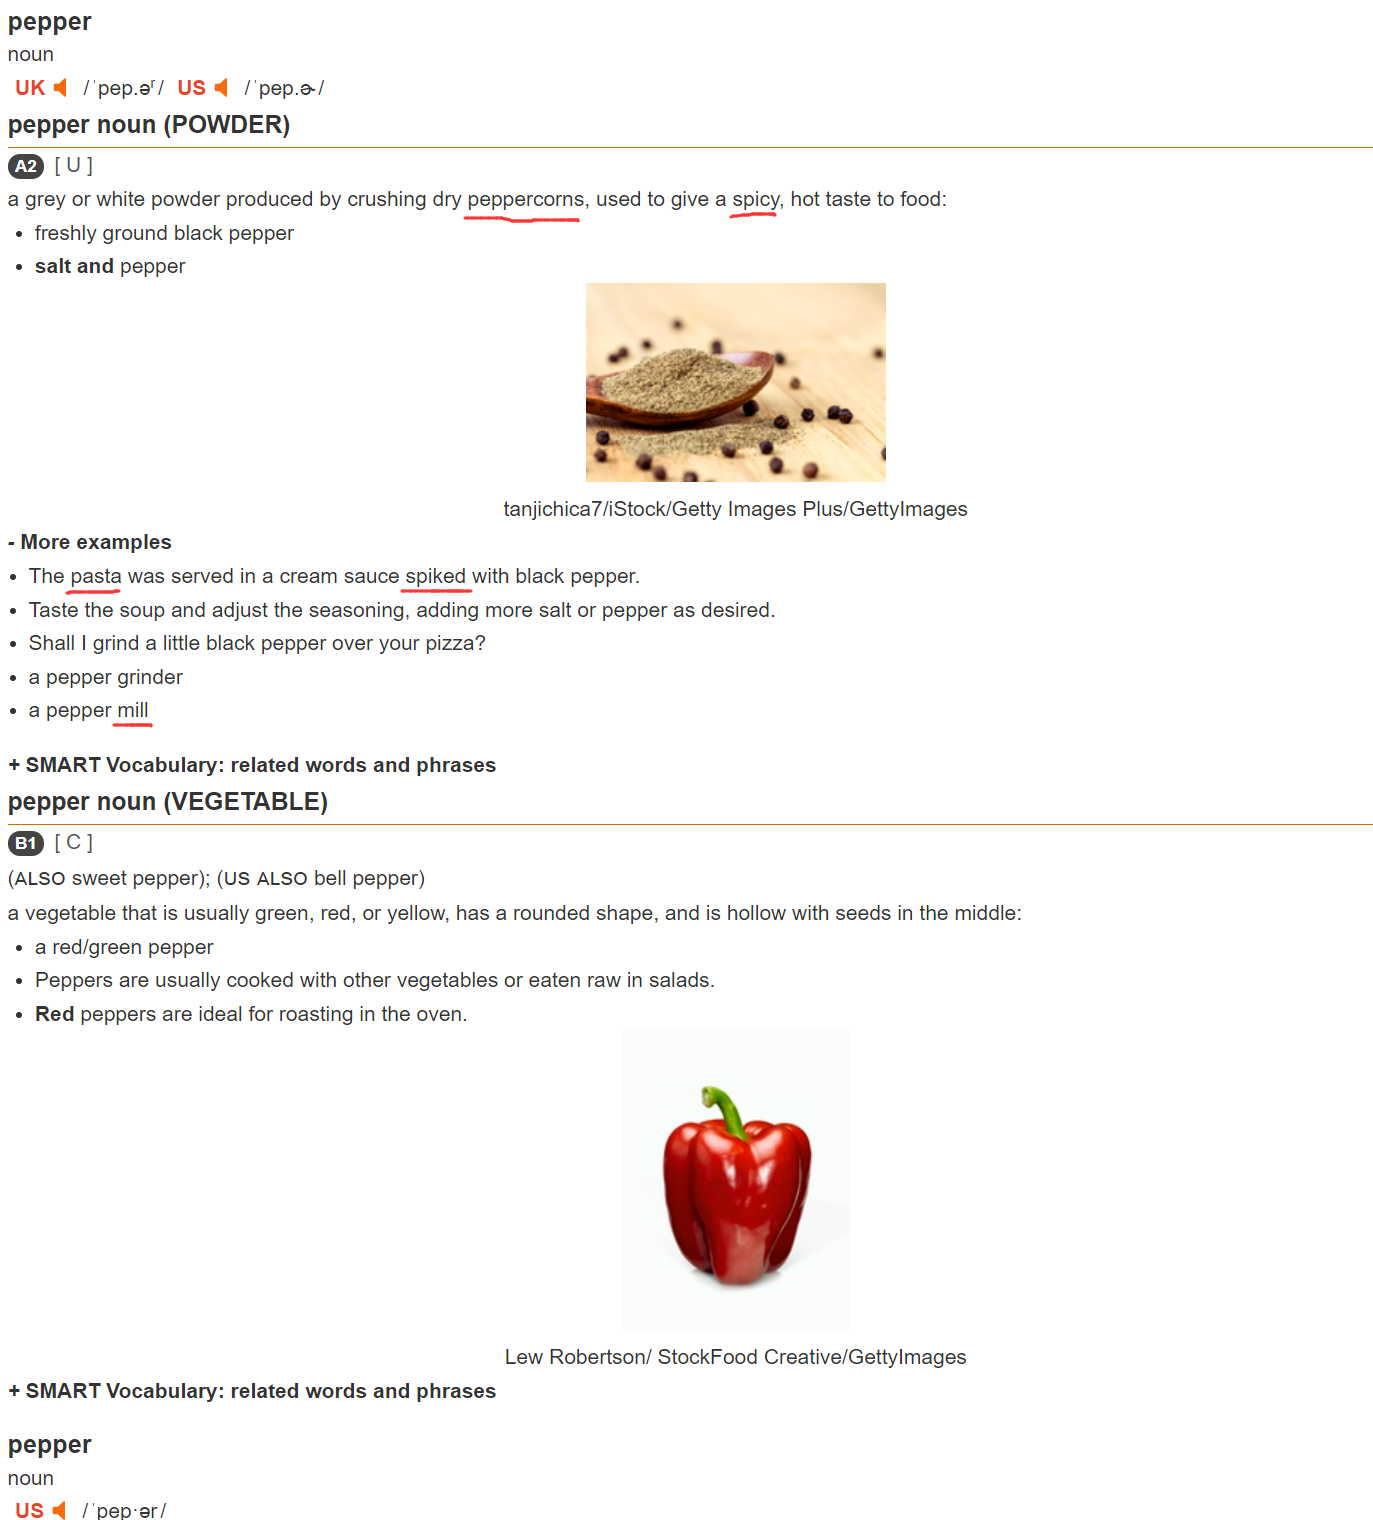 pepper
noun
UK /ˈpep.əʳ/ US /ˈpep.ɚ/
pepper noun (POWDER)
A2 [ U ]
a grey or white powder produced by crushing dry peppercorns, used to give a spicy, hot taste to food:
• freshly ground black pepper
• salt and pepper
tanjichica7/iStock/Getty Images Plus/GettyImages
- More examples
• The pasta was served in a cream sauce spiked with black pepper.
• Taste the soup and adjust the seasoning, adding more salt or pepper as desired.
• Shall I grind a little black pepper over your pizza?
• a pepper grinder
• a pepper mill
+ SMART Vocabulary: related words and phrases
pepper noun (VEGETABLE)
B1 [ C ]
(ALSO sweet pepper); (US ALSO bell pepper)
a vegetable that is usually green, red, or yellow, has a rounded shape, and is hollow with seeds in the middle:
• a red/green pepper
• Peppers are usually cooked with other vegetables or eaten raw in salads.
• Red peppers are ideal for roasting in the oven.
Lew Robertson/ StockFood Creative/GettyImages
+ SMART Vocabulary: related words and phrases
pepper
noun
US /ˈpep·ər/